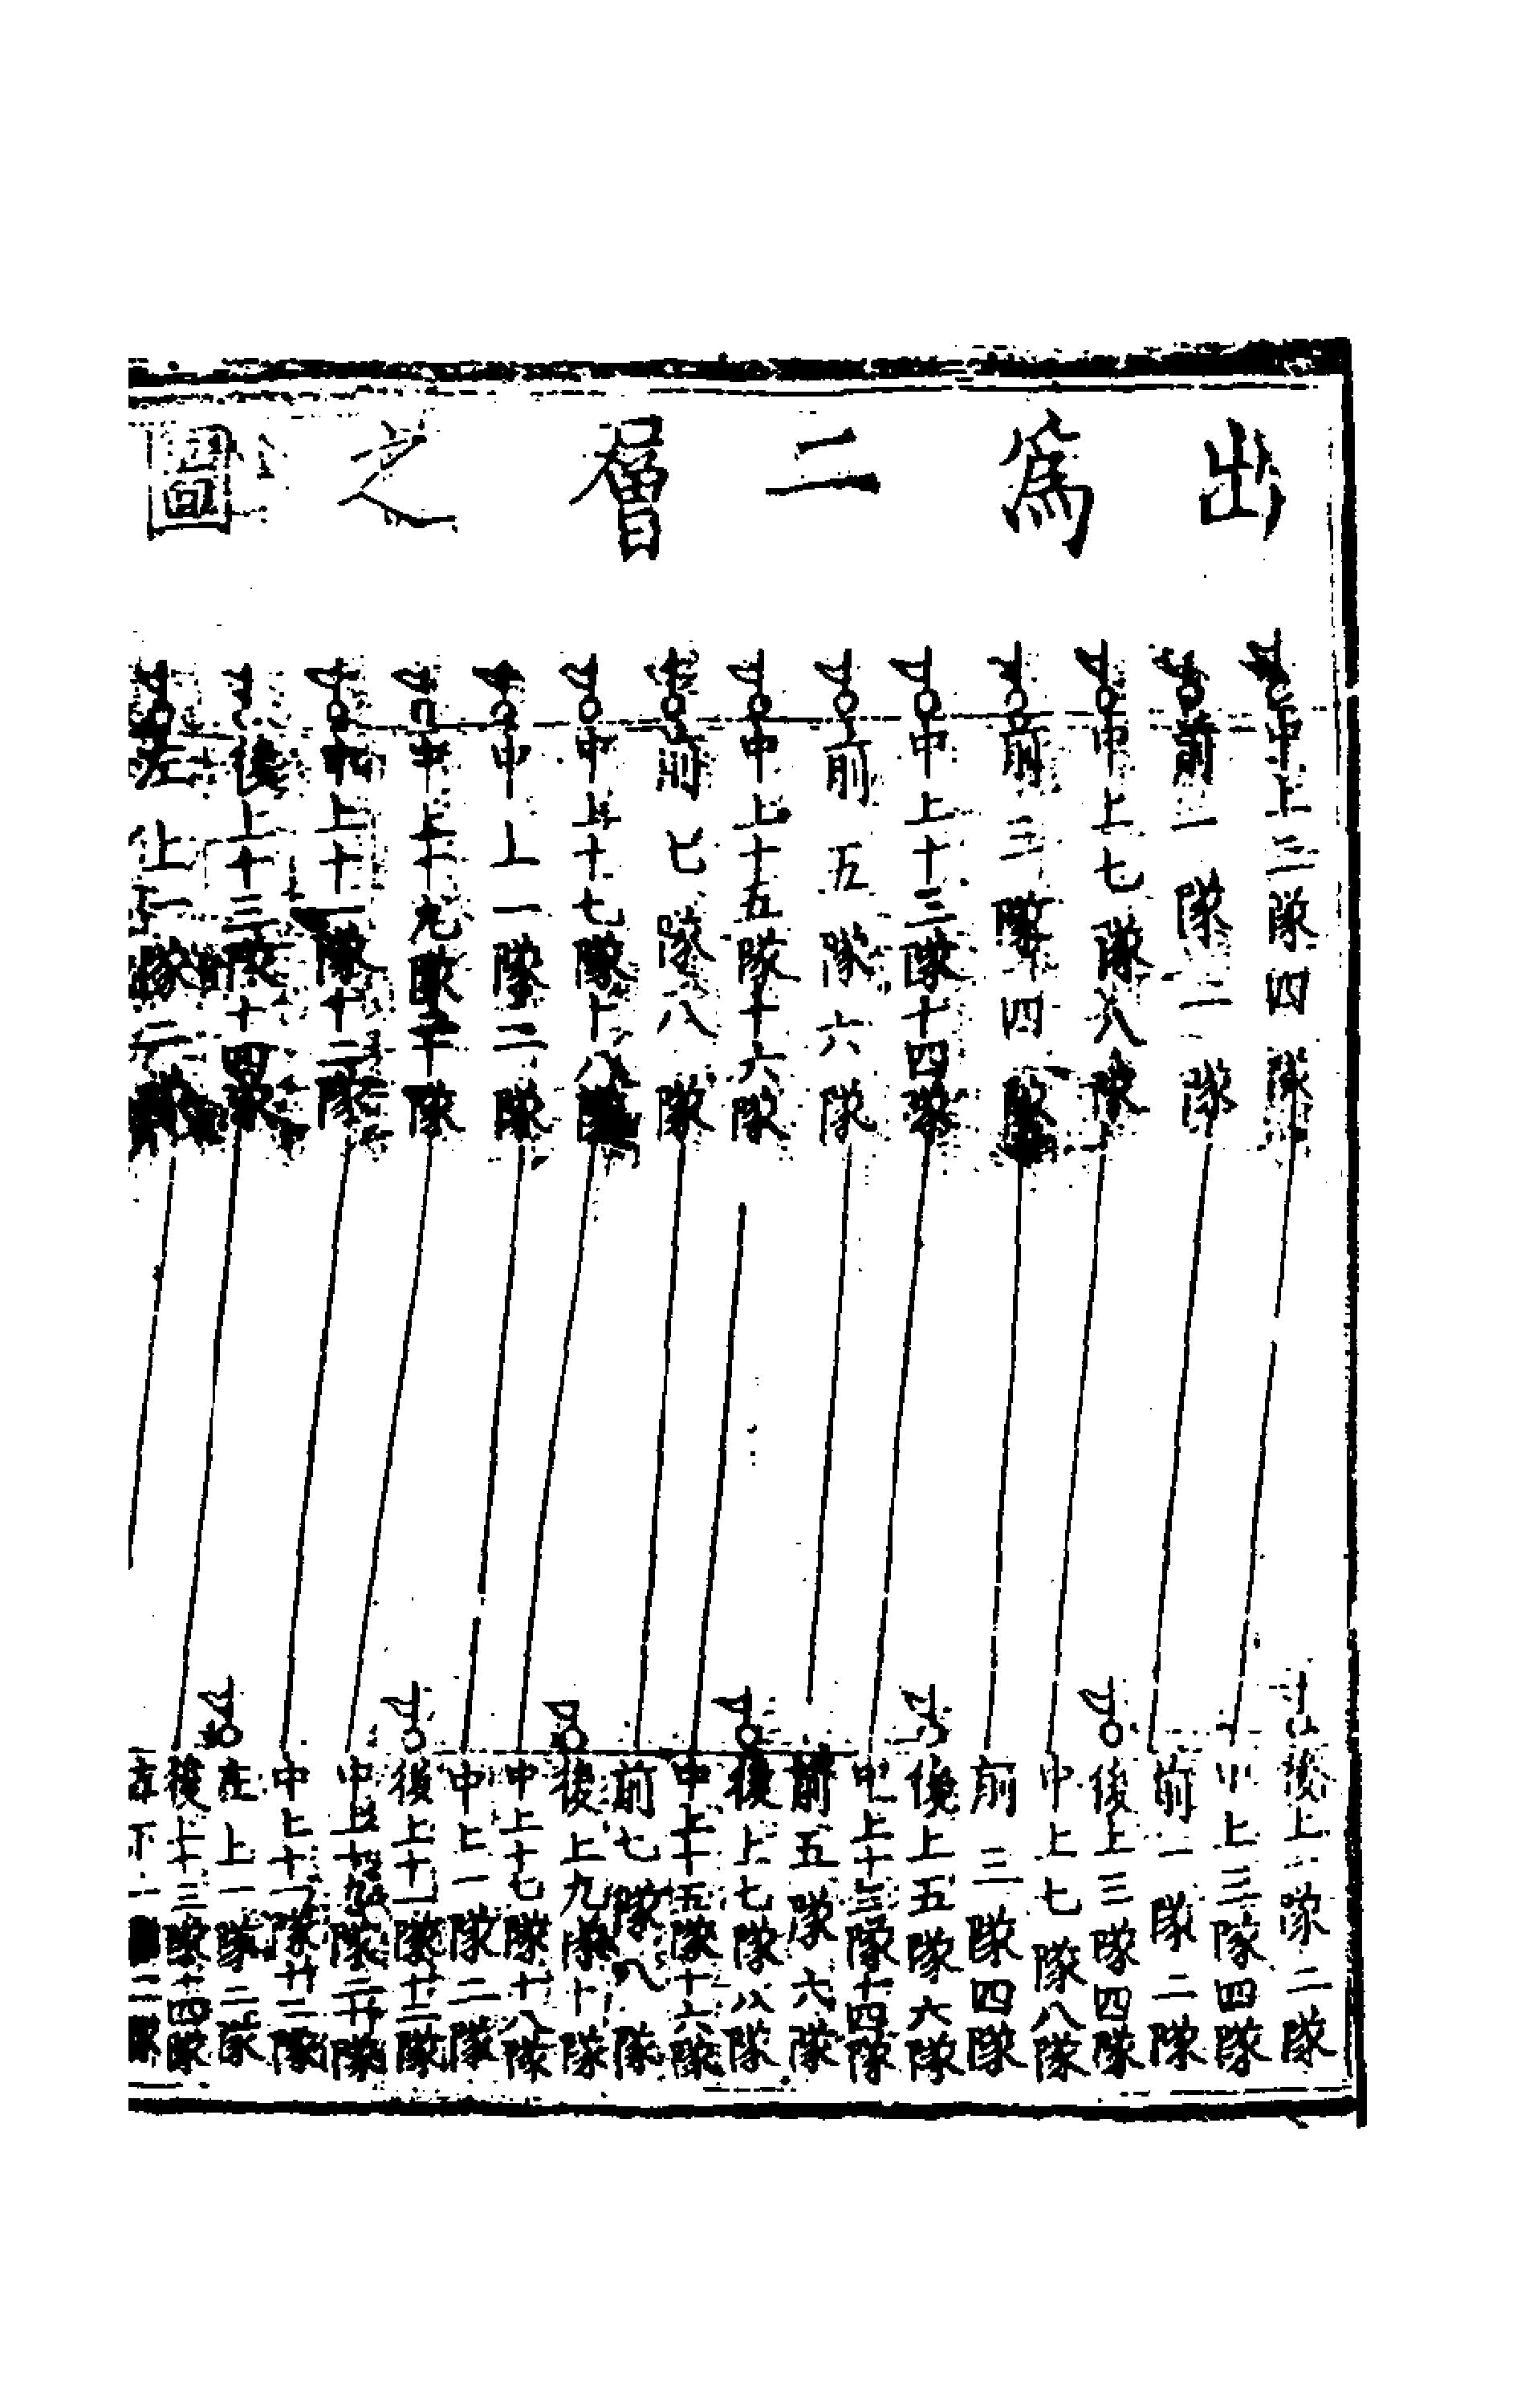 出爲二層之圖
中上三隊四隊
前一隊二隊
中上七隊八隊
前三隊四隊
中上十三隊十四隊
前五隊六隊
中上十五隊十六隊
前七隊八隊
中上十七隊十八隊
中上一隊二隊
中上十九隊二十隊
中上十一隊十二隊
後上十三隊十四隊
左上一隊二隊
後上一隊二隊
中上三隊四隊
前一隊二隊
後上三隊四隊
中上七隊八隊
前三隊四隊
後上五隊六隊
中上十三隊十四隊
前五隊六隊
後上七隊八隊
中上十五隊十六隊
前七隊八隊
後上九隊十隊
中上十七隊十八隊
中上一隊二隊
後上十一隊十二隊
中上十九隊二十隊
中上十一隊十二隊
左上一隊二隊
後上十三隊十四隊